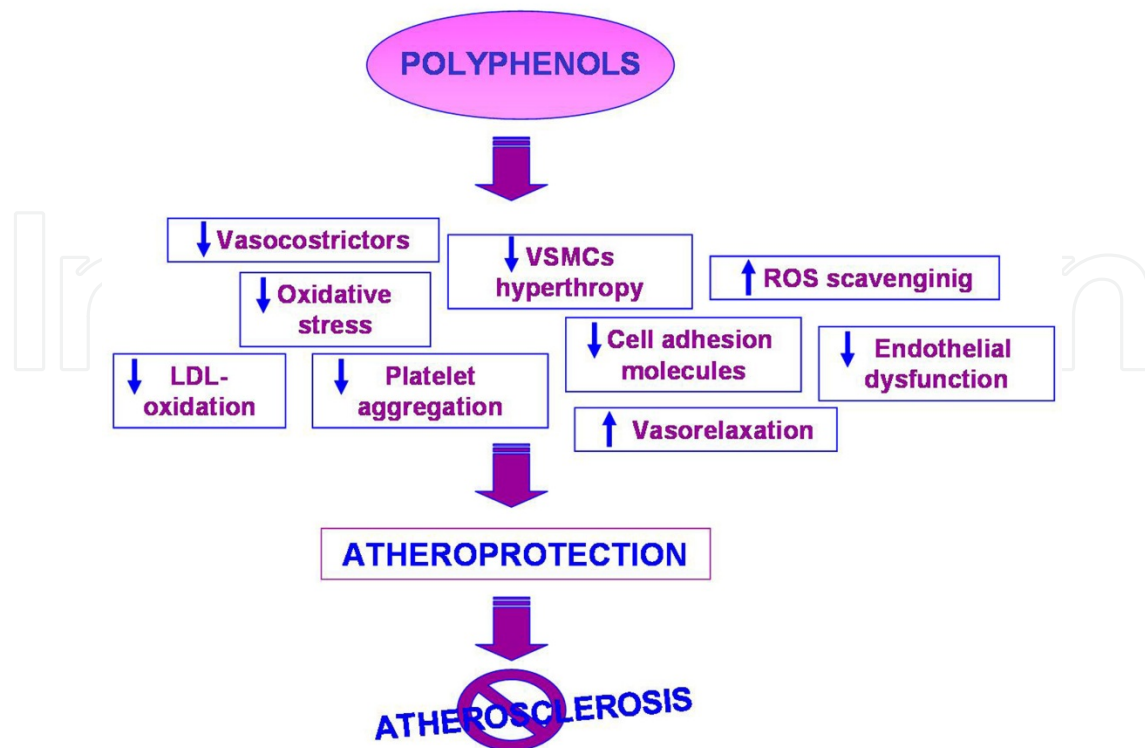 POLYPHENOLS
↓ Vasocostrictors
↓ VSMCs
hyperthropy
↑ ROS scavenginig
↓ Oxidative
stress
↓ Cell adhesion
molecules
↓ Endothelial
dysfunction
↓ LDL-
oxidation
↓ Platelet
aggregation
↑ Vasorelaxation
ATHEROPROTECTION
ATHEROSCLEROSIS